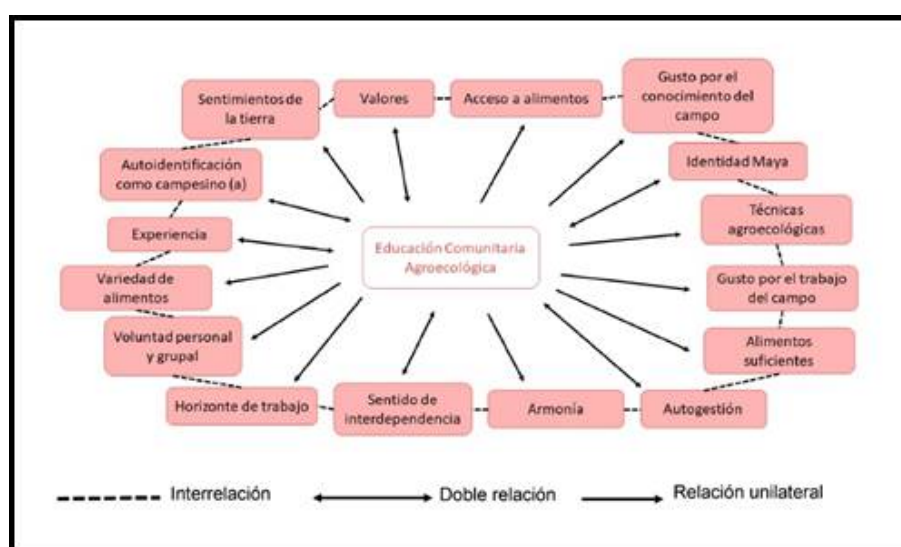 Sentimientos de
la tierra
Valores
Acceso a alimentos
Gusto por el
conocimiento del
campo
Autoidentificación
como campesino (a)
Identidad Maya
Experiencia
Educación Comunitaria
Agroecológica
Técnicas
agroecológicas
Variedad de
alimentos
Gusto por el trabajo
del campo
Voluntad personal
y grupal
Alimentos
suficientes
Horizonte de trabajo
Sentido de
interdependencia
Armonía
Autogestión
Interrelación
Doble relación
Relación unilateral